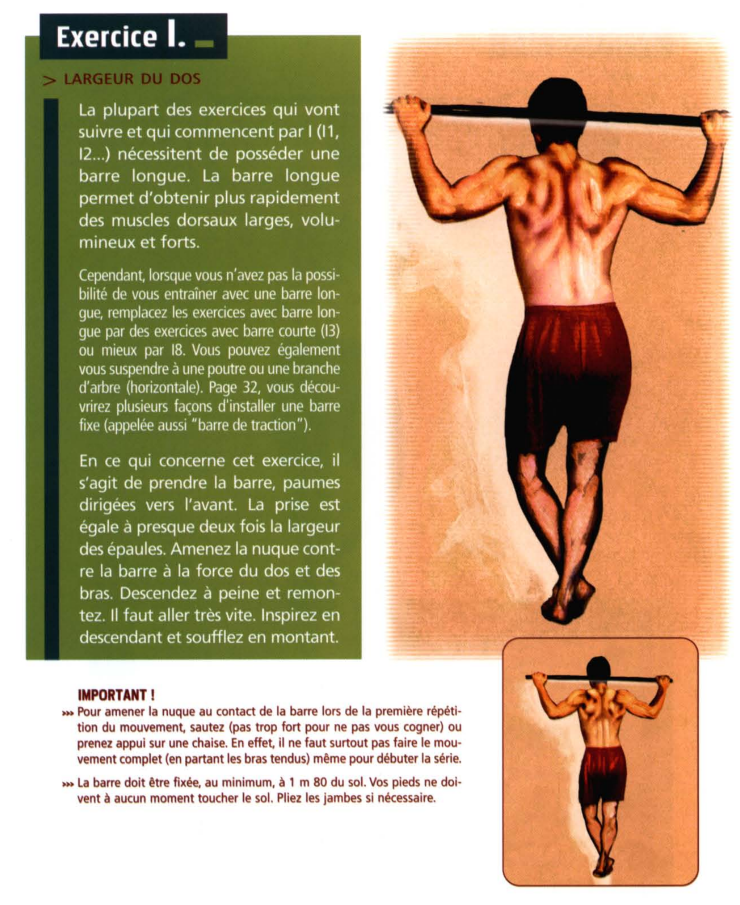 Exercice I.
> LARGEUR DU DOS
La plupart des exercices qui vont
suivre et qui commencent par I (I1,
I2...) nécessitent de posséder une
barre longue. La barre longue
permet d'obtenir plus rapidement
des muscles dorsaux larges, volu-
mineux et forts.
Cependant, lorsque vous n'avez pas la possi-
bilité de vous entraîner avec une barre lon-
gue, remplacez les exercices avec barre lon-
gue par des exercices avec barre courte (I3)
ou mieux par I8. Vous pouvez également
vous suspendre à une poutre ou une branche
d'arbre (horizontale). Page 32, vous décou-
vrirez plusieurs façons d'installer une barre
fixe (appelée aussi "barre de traction").
En ce qui concerne cet exercice, il
s'agit de prendre la barre, paumes
dirigées vers l'avant. La prise est
égale à presque deux fois la largeur
des épaules. Amenez la nuque cont-
re la barre à la force du dos et des
bras. Descendez à peine et remon-
tez. Il faut aller très vite. Inspirez en
descendant et soufflez en montant.
IMPORTANT !
»» Pour amener la nuque au contact de la barre lors de la première répéti-
tion du mouvement, sautez (pas trop fort pour ne pas vous cogner) ou
prenez appui sur une chaise. En effet, il ne faut surtout pas faire le mou-
vement complet (en partant les bras tendus) même pour débuter la série.
»» La barre doit être fixée, au minimum, à 1 m 80 du sol. Vos pieds ne doi-
vent à aucun moment toucher le sol. Pliez les jambes si nécessaire.